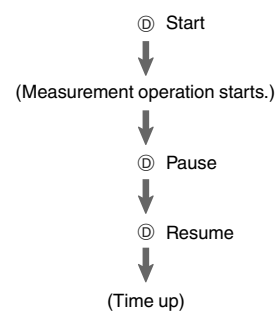 Ⓓ Start
(Measurement operation starts.)
Ⓓ Pause
Ⓓ Resume
(Time up)